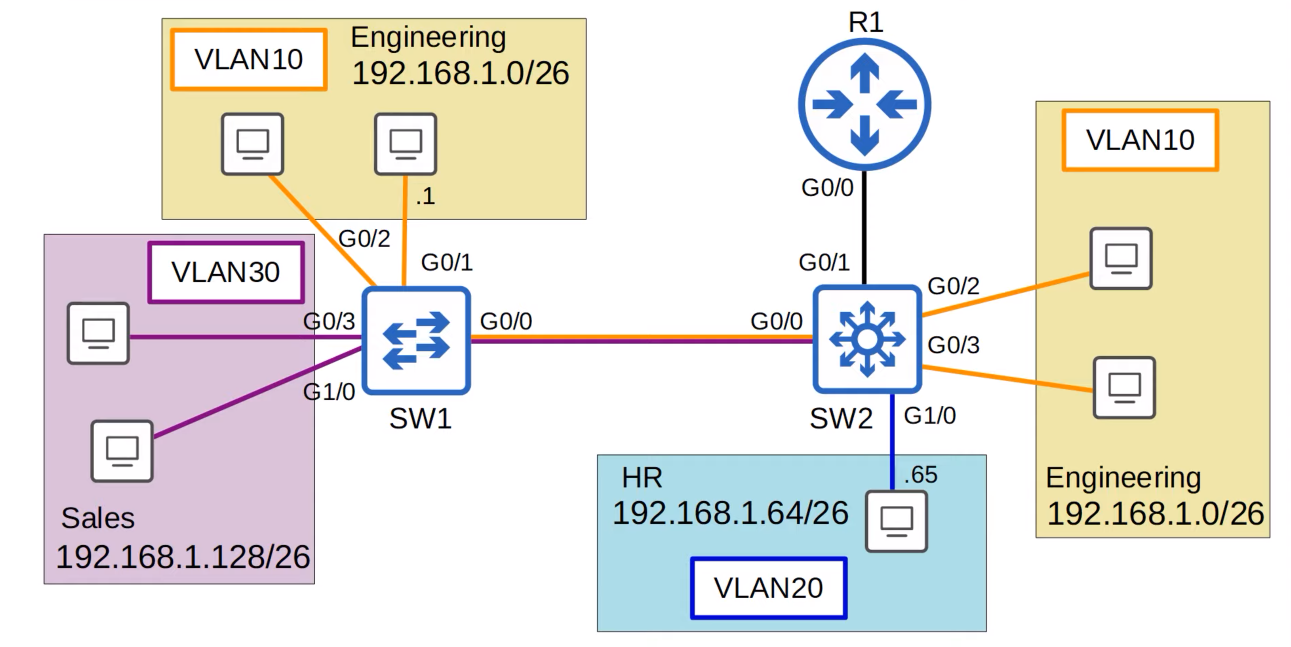 VLAN10
Engineering
192.168.1.0/26
.1
G0/2
G0/1
VLAN30
G0/3
G1/0
Sales
192.168.1.128/26
G0/0
SW1
R1
G0/0
G0/1
G0/0
SW2
G0/2
G0/3
G1/0
HR
192.168.1.64/26
.65
VLAN20
VLAN10
Engineering
192.168.1.0/26